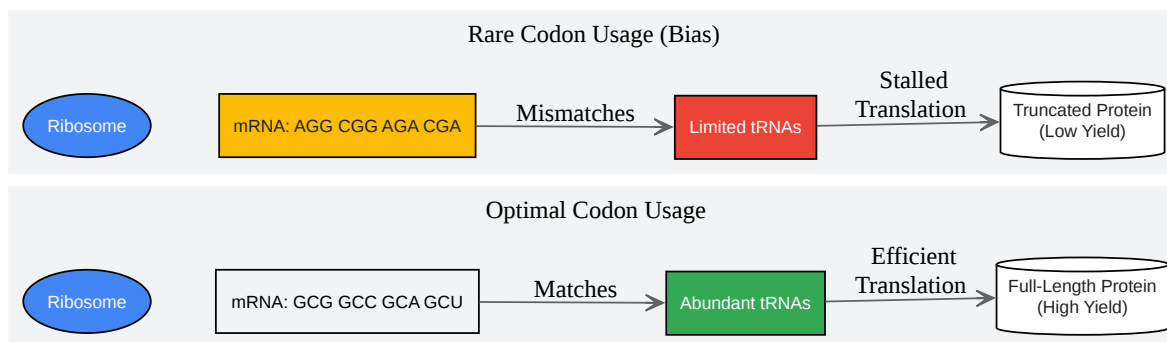 Rare Codon Usage (Bias)
Ribosome
mRNA: AGG CGG AGA CGA
Mismatches
Limited tRNAs
Stalled
Translation
Truncated Protein
(Low Yield)
Optimal Codon Usage
Ribosome
mRNA: GCG GCC GCA GCU
Matches
Abundant tRNAs
Efficient
Translation
Full-Length Protein
(High Yield)